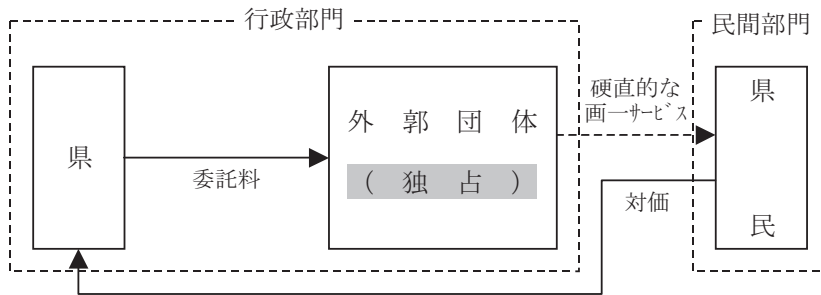 行政部門
民間部門
県
委託料
外郭団体
(独占)
硬直的な
画一ｻｰﾋﾞｽ
対価
県
民